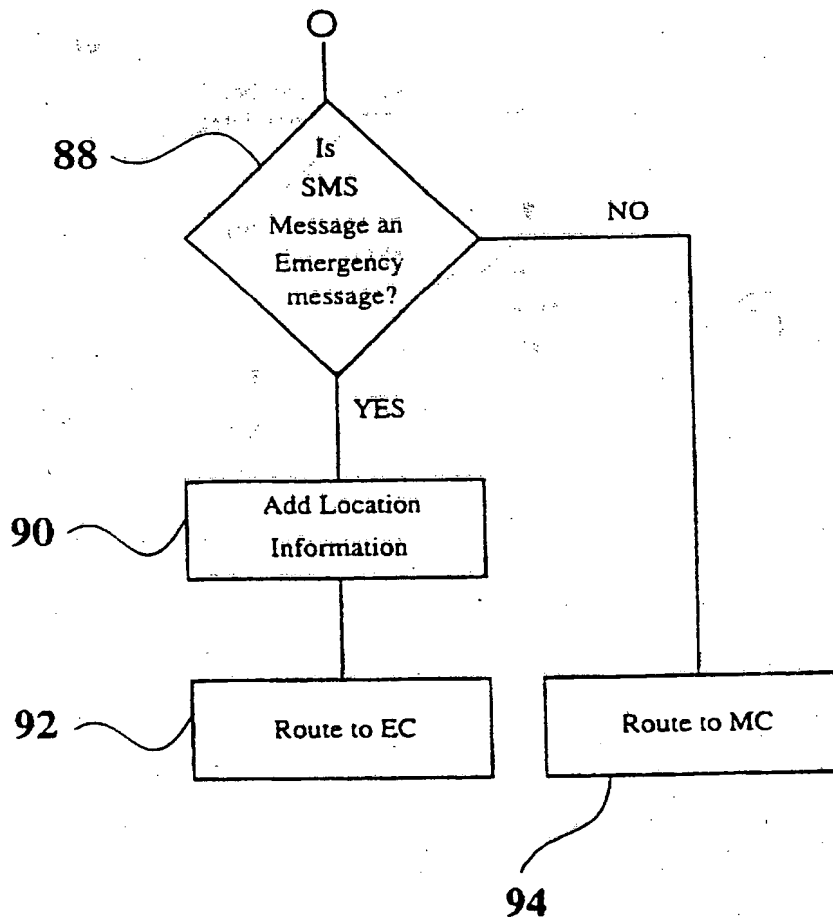 88
Is
SMS
Message an
Emergency
message?
NO
YES
90
Add Location
Information
92
Route to EC
Route to MC
94